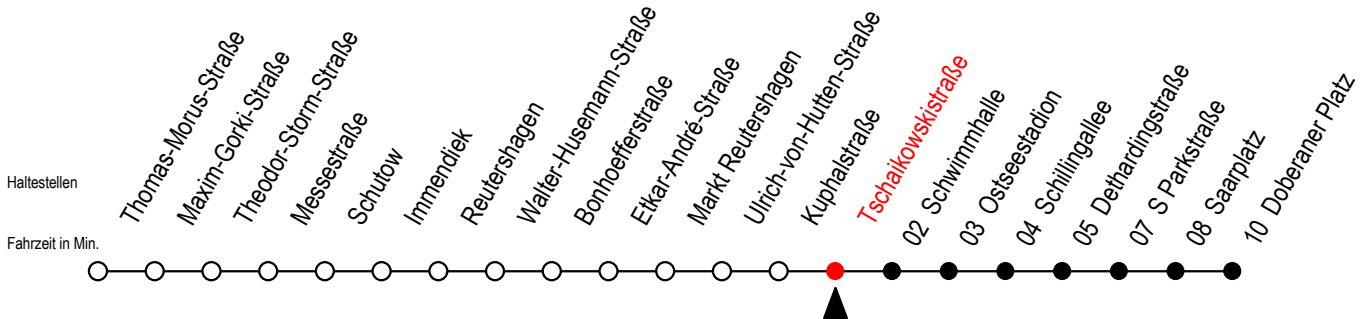 Haltestellen
Fahrzeit in Min.
Thomas-Morus-Straße
Maxim-Gorki-Straße
Theodor-Storm-Straße
Messestraße
Schutow
Immendiek
Reutershagen
Walter-Husemann-Straße
Bonhoefferstraße
Etkar-André-Straße
Markt Reutershagen
Ulrich-von-Hutten-Straße
Kuphalstraße
Tschaikowskistraße
02 Schwimmhalle
03 Ostseestadion
04 Schillingallee
05 Dethardingstraße
07 S Parkstraße
08 Saarplatz
10 Doberaner Platz